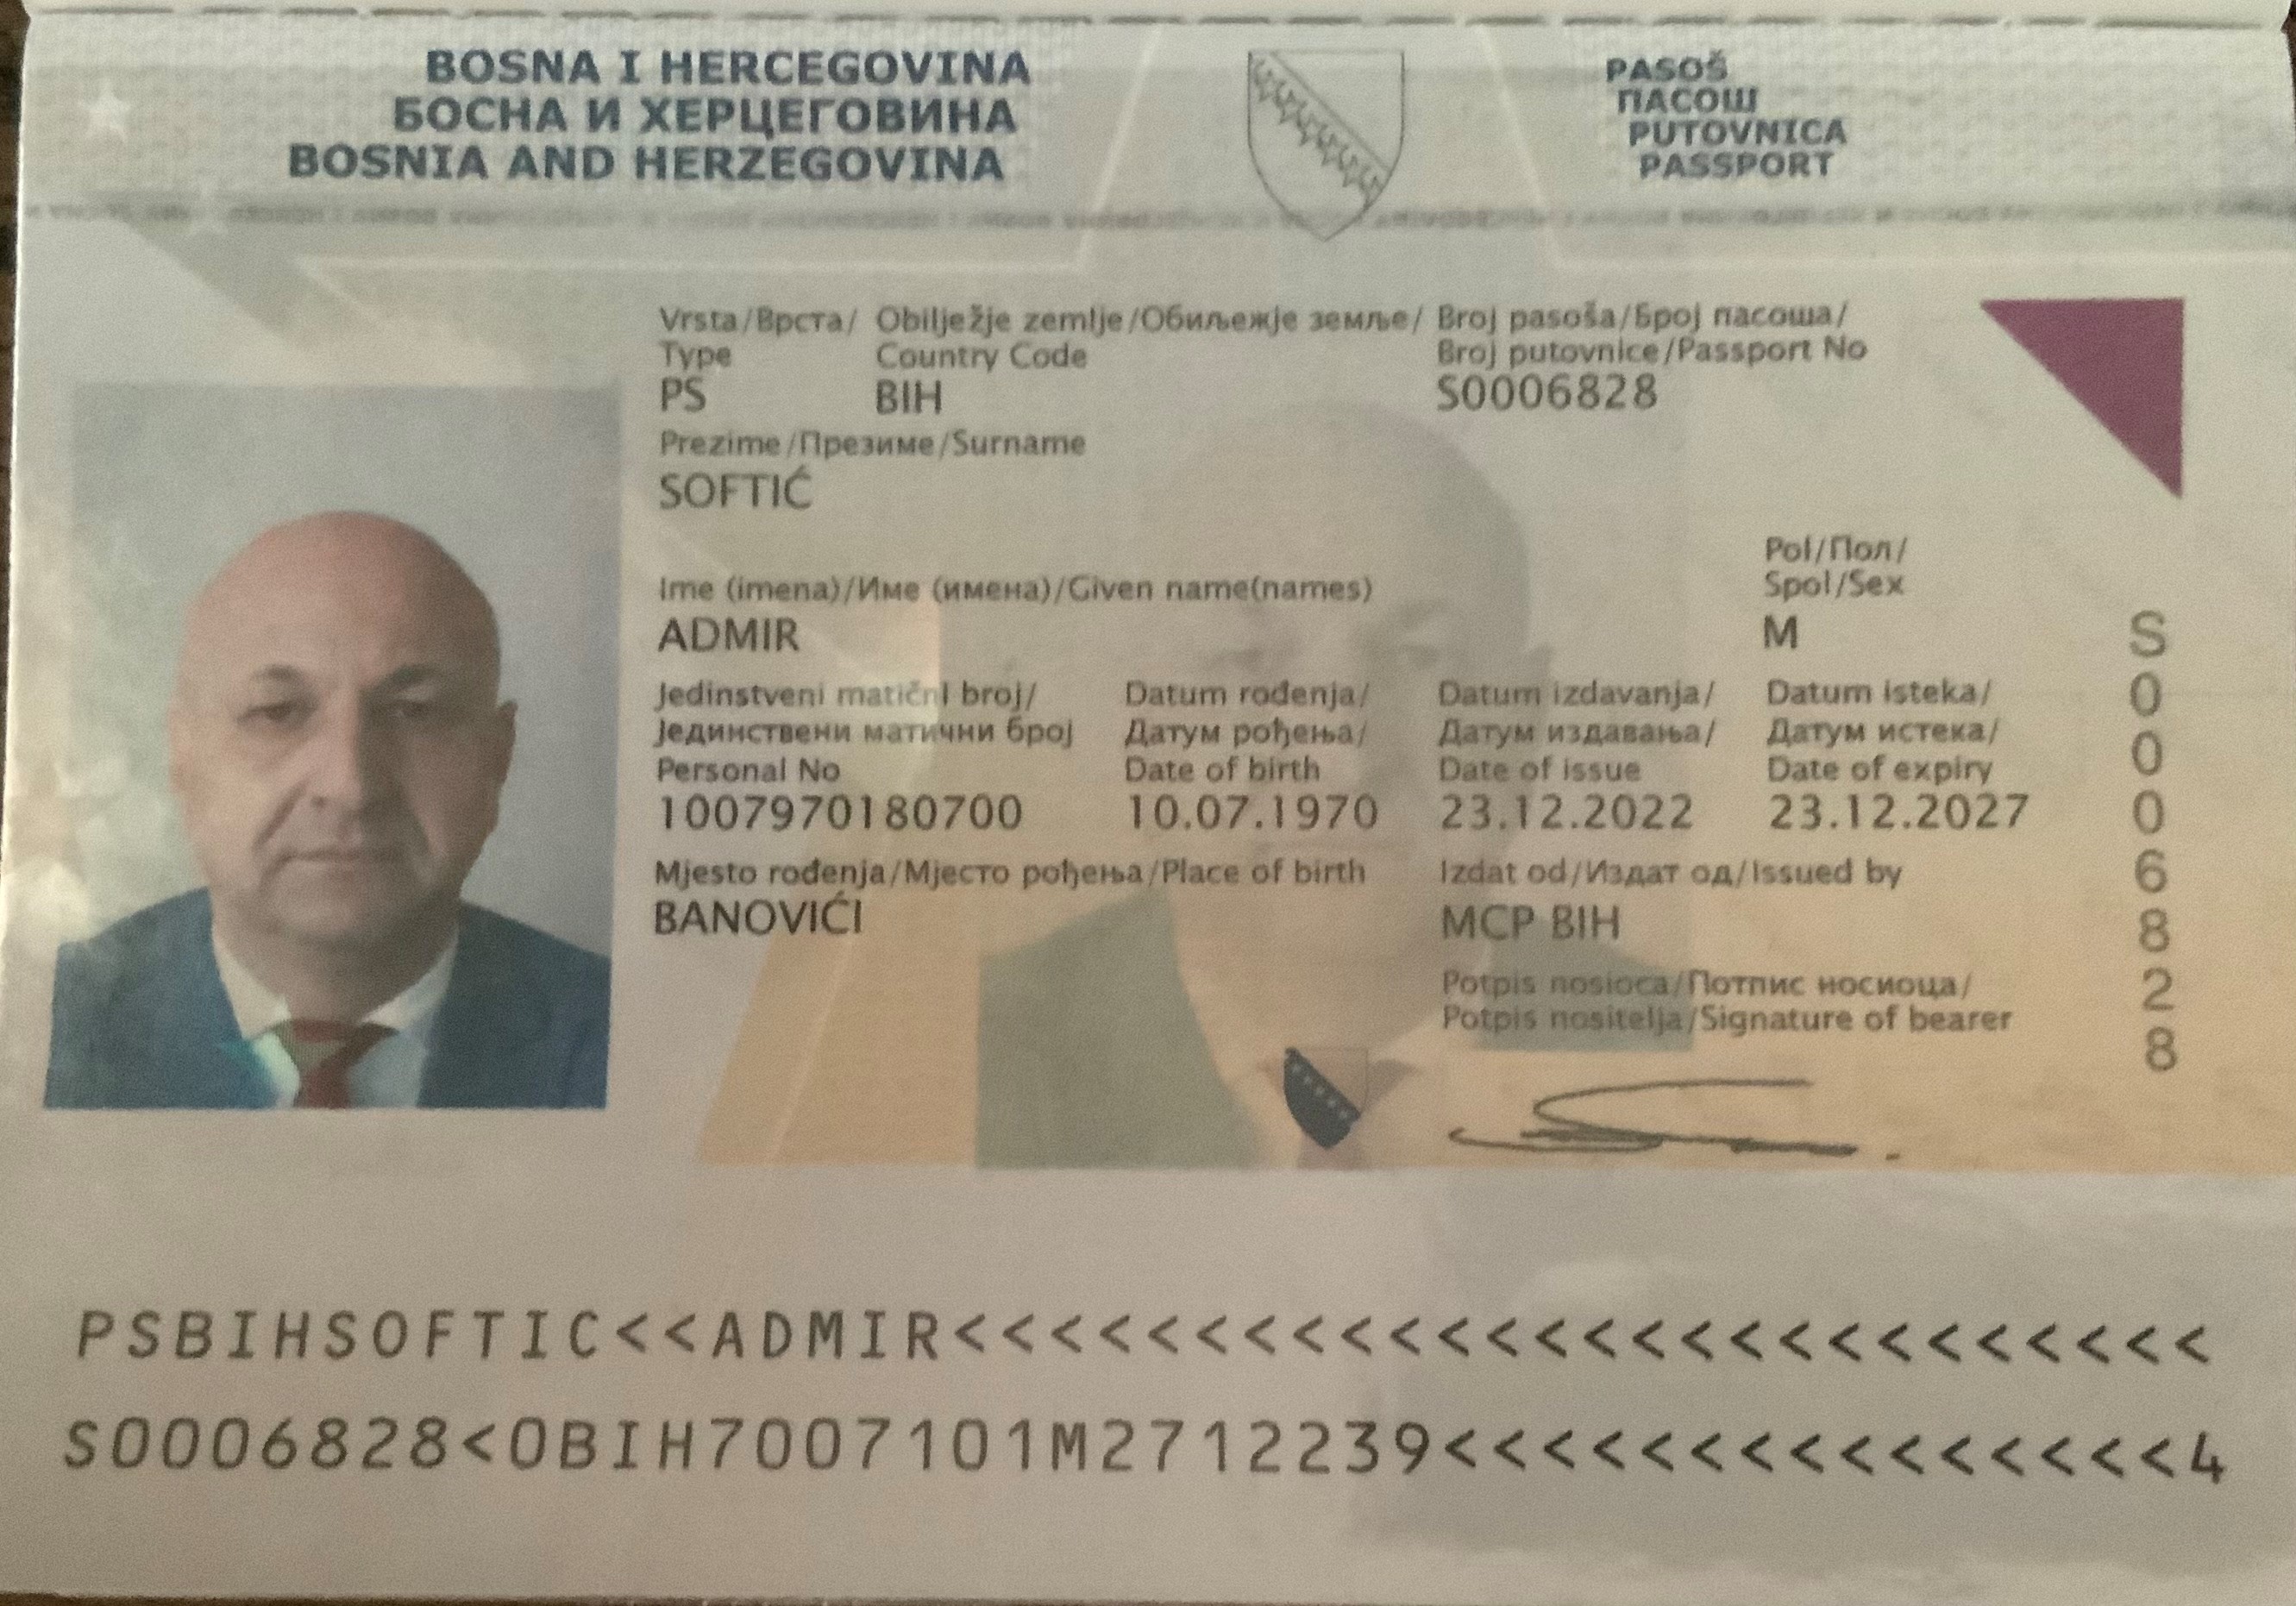 BOSNA I HERCEGOVINA
БОСНА И ХЕРЦЕГОВИНА
BOSNIA AND HERZEGOVINA
PASOŠ
ПАСОШ
PUTOVNICA
PASSPORT
Vrsta/Врста/ Obilježje zemlje/Обиљежје земље/ Broj pasoša/Број пасоша/
Type Country Code Broj putovnice/Passport No
PS BIH S0006828
Prezime/Презиме/Surname
SOFTIĆ
Pol/Пол/
Spol/Sex
Ime (imena)/Име (имена)/Given name(names)
ADMIR M
Jedinstveni matični broj/ Datum rođenja/ Datum izdavanja/ Datum isteka/
Јединствени матични број Датум рођења/ Датум издавања/ Датум истека/
Personal No Date of birth Date of issue Date of expiry
1007970180700 10.07.1970 23.12.2022 23.12.2027
Mjesto rođenja/Мјесто рођења/Place of birth Izdat od/Издат од/Issued by
BANOVIĆI MCP BIH
Potpis nosioca/Потпис носиоца/
Potpis nositelja/Signature of bearer
S0006828
PSBIHSOFTIC<<ADMIR<<<<<<<<<<<<<<<<<<<<<<<<<<
S0006828<0BIH7007101M2712239<<<<<<<<<<<<<<<4